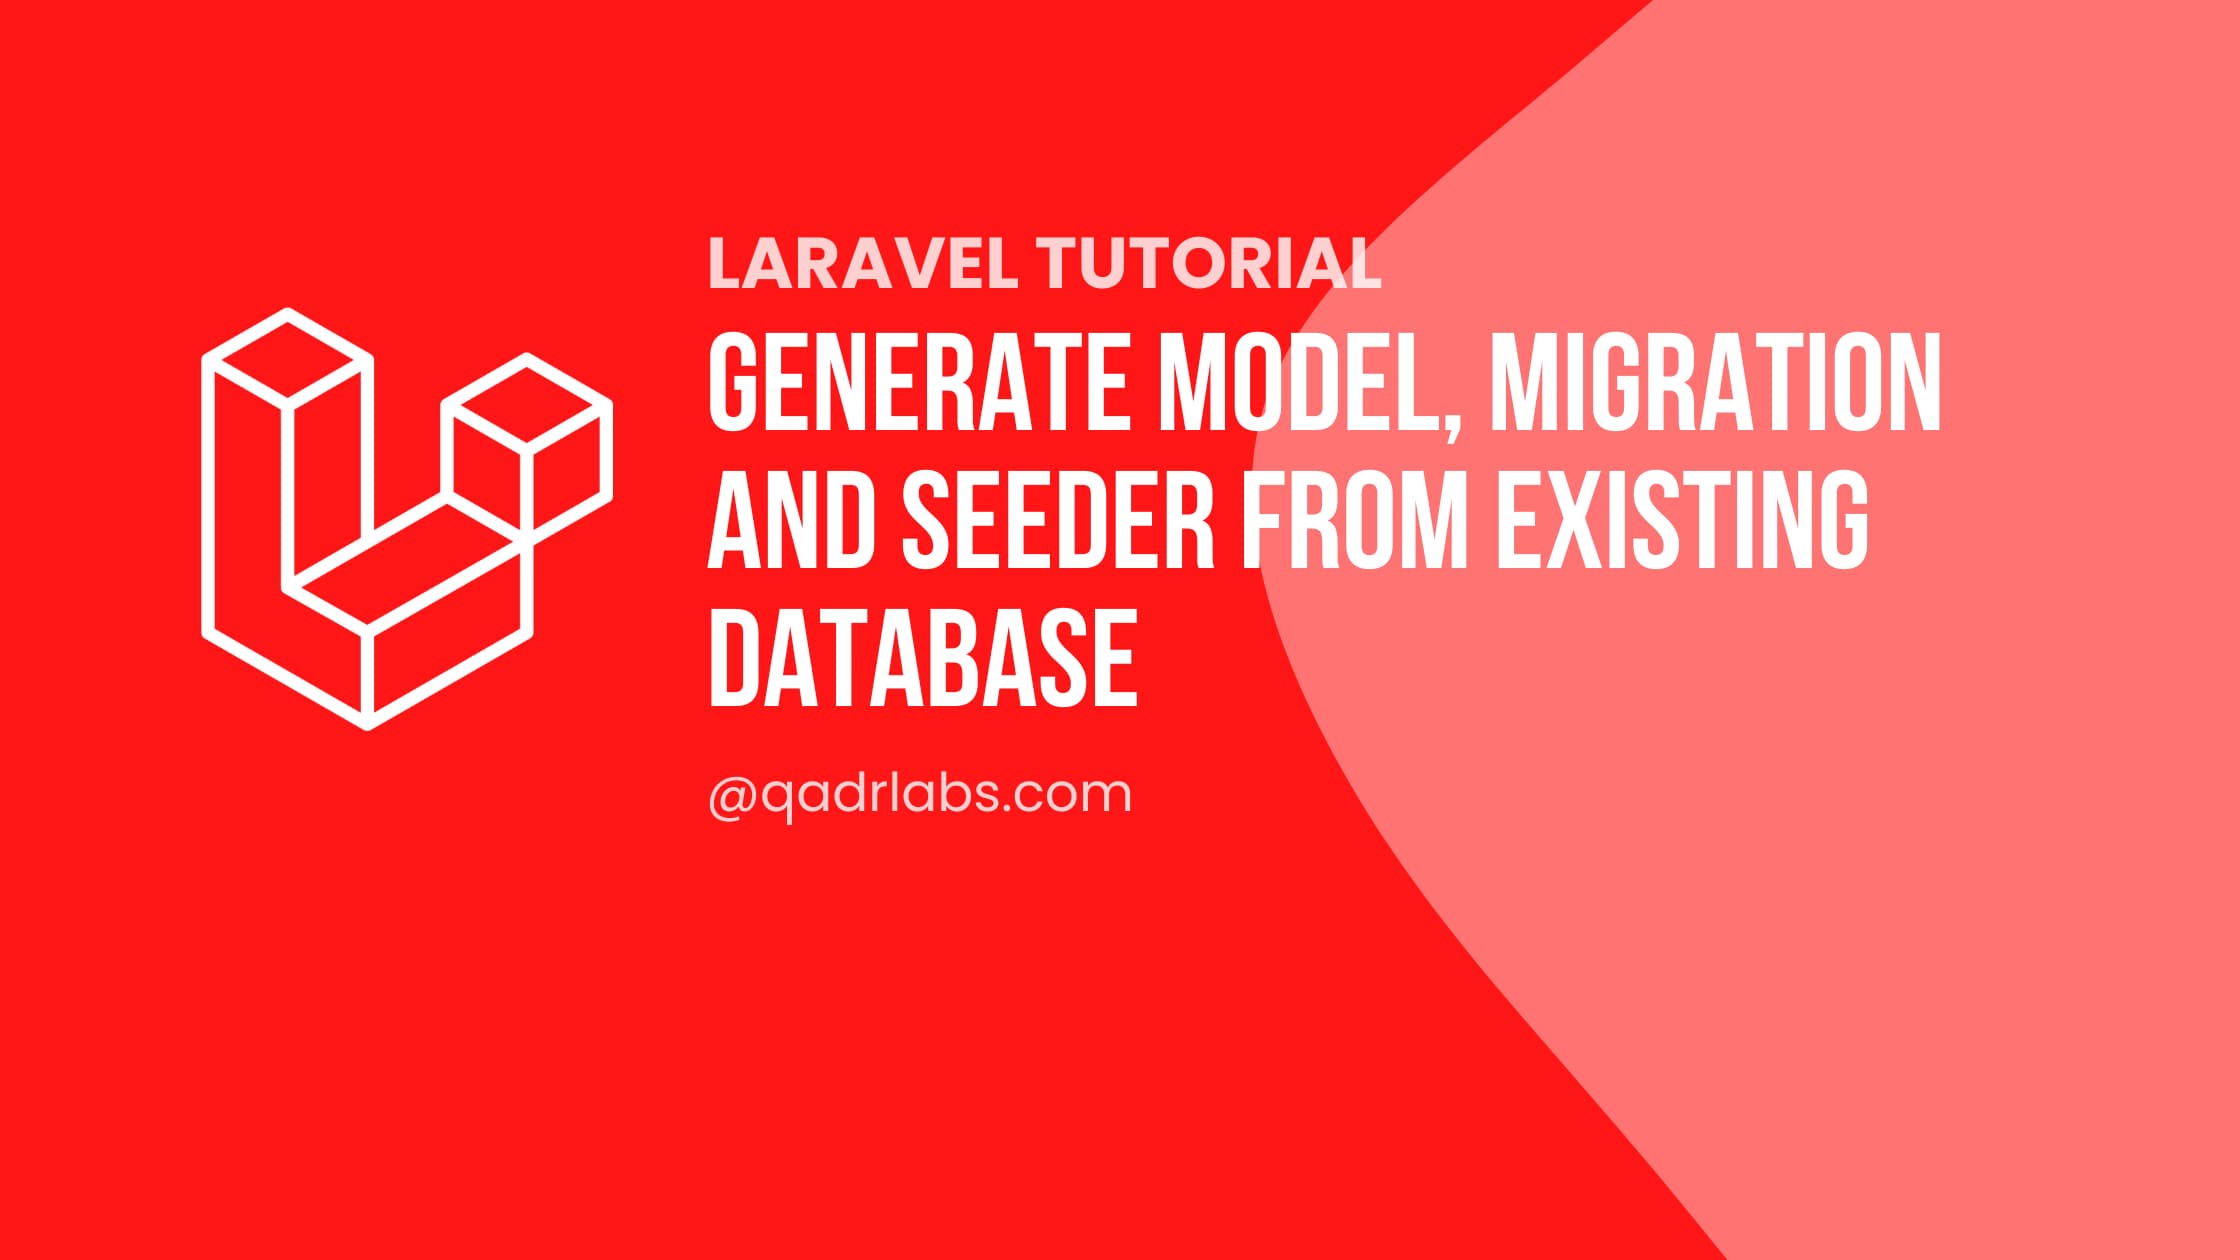 LARAVEL TUTORIAL
GENERATE MODEL, MIGRATION
AND SEEDER FROM EXISTING
DATABASE
@qadrlabs.com